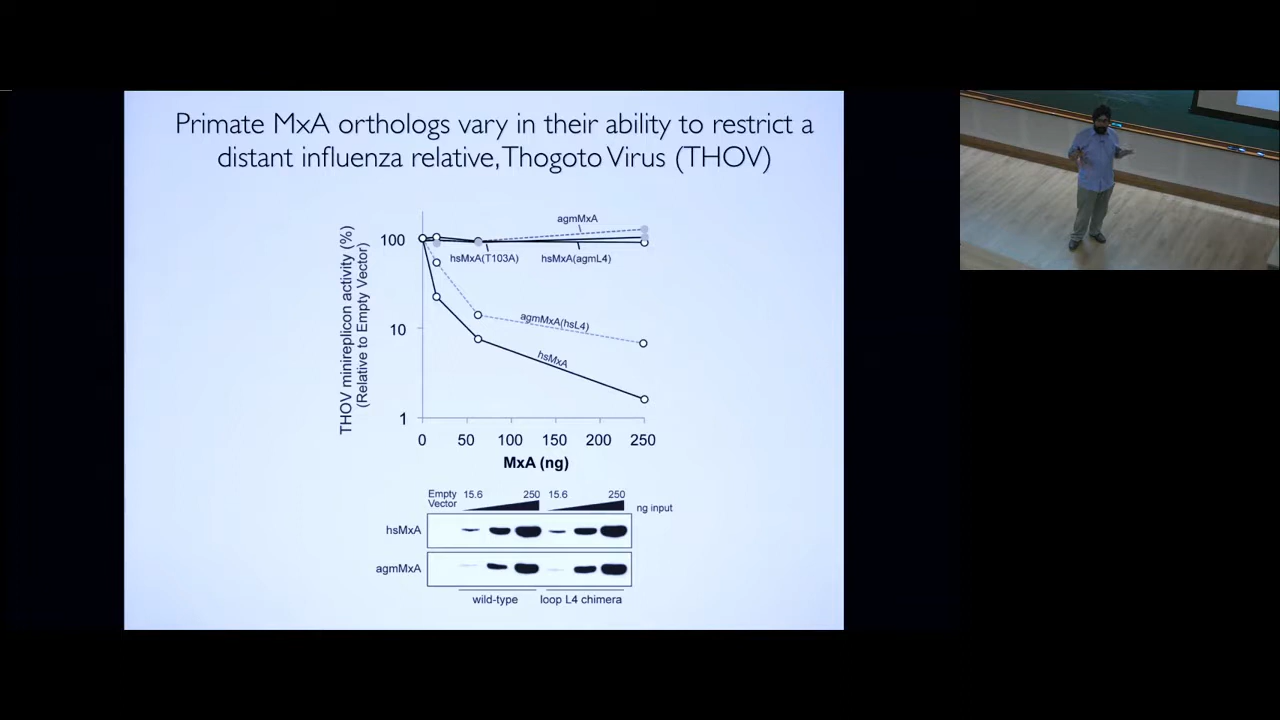 Primate MxA orthologs vary in their ability to restrict a
distant influenza relative, Thogoto Virus (THOV)
THOV minireplicon activity (%)
(Relative to Empty Vector)
100
10
1
agmMxA
hsMxA(T103A)
hsMxA(agmL4)
agmMxA(hsL4)
hsMxA
0 50 100 150 200 250
MxA (ng)
Empty
Vector
15.6 250 15.6 250
ng input
hsMxA
agmMxA
wild-type loop L4 chimera